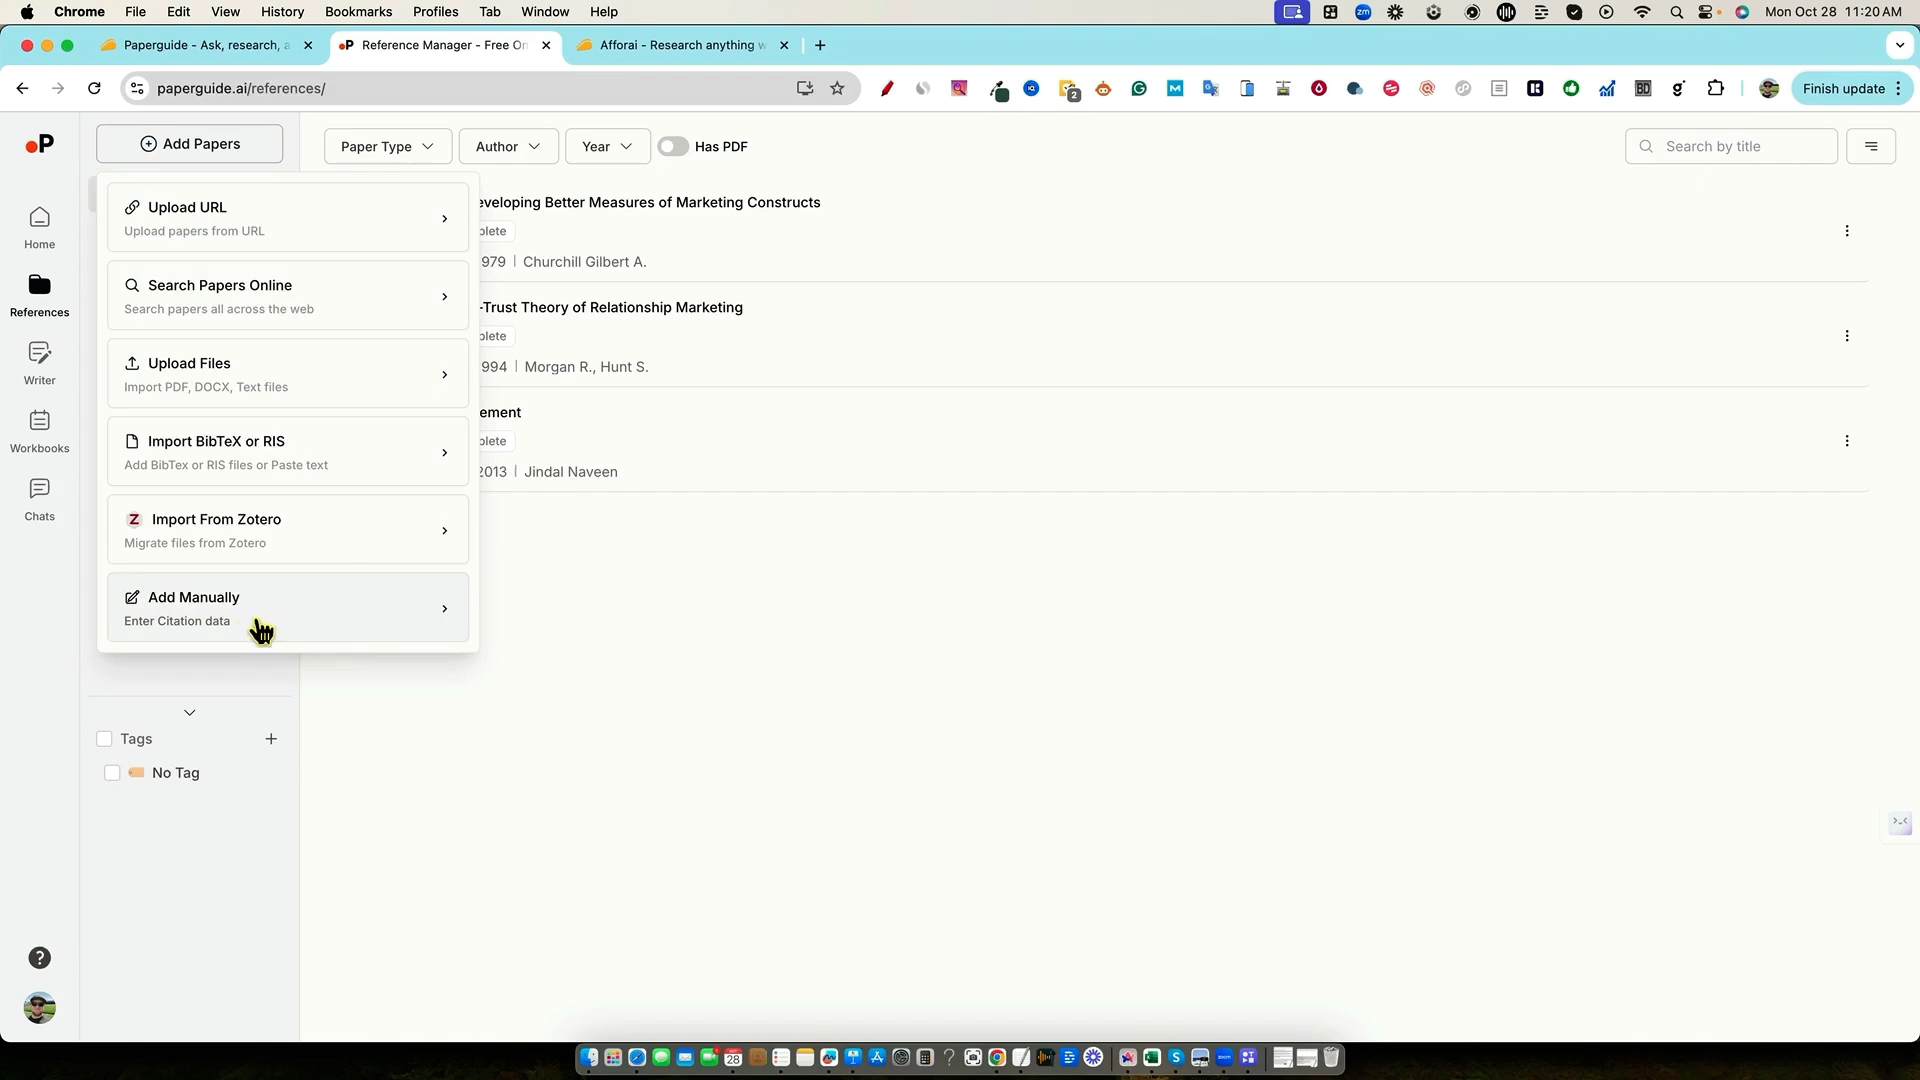 Chrome File Edit View History Bookmarks Profiles Tab Window Help
zm
Mon Oct 28 11:20 AM
Paperguide - Ask, research, a
Reference Manager - Free On
Afforai - Research anything w
paperguide.ai/references/
Finish update
P
Add Papers
Paper Type
Author
Year
Has PDF
Search by title
Upload URL
Upload papers from URL
Search Papers Online
Search papers all across the web
Upload Files
Import PDF, DOCX, Text files
Import BibTeX or RIS
Add BibTex or RIS files or Paste text
Z Import From Zotero
Migrate files from Zotero
Add Manually
Enter Citation data
eveloping Better Measures of Marketing Constructs
plete
979 | Churchill Gilbert A.
-Trust Theory of Relationship Marketing
plete
994 | Morgan R., Hunt S.
ement
plete
2013 | Jindal Naveen
Home
References
Writer
Workbooks
Chats
Tags
No Tag